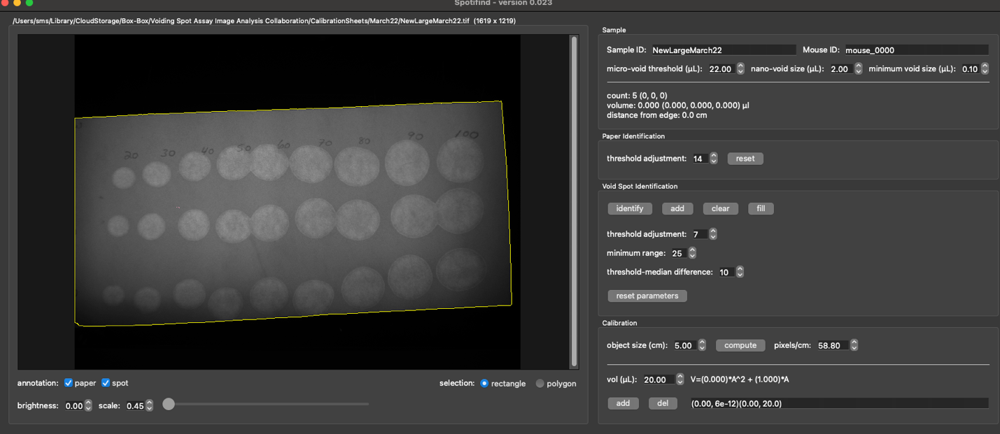 Spotifind - version 0.023
/Users/sms/Library/CloudStorage/Box-Box/Voiding Spot Assay Image Analysis Collaboration/CalibrationSheets/March22/NewLargeMarch22.tif (1619 x 1219)
20 30 40 50 60 70 80 90 100
annotation: paper spot
selection: rectangle polygon
brightness: 0.00 scale: 0.45
Sample
Sample ID: NewLargeMarch22 Mouse ID: mouse_0000
micro-void threshold (µL): 22.00 nano-void size (µL): 2.00 minimum void size (µL): 0.10
count: 5 (0, 0, 0)
volume: 0.000 (0.000, 0.000, 0.000) µl
distance from edge: 0.0 cm
Paper Identification
threshold adjustment: 14 reset
Void Spot Identification
identify add clear fill
threshold adjustment: 7
minimum range: 25
threshold-median difference: 10
reset parameters
Calibration
object size (cm): 5.00 compute pixels/cm: 58.80
vol (µL): 20.00 V=(0.000)*A^2 + (1.000)*A
add del (0.00, 6e-12)(0.00, 20.0)